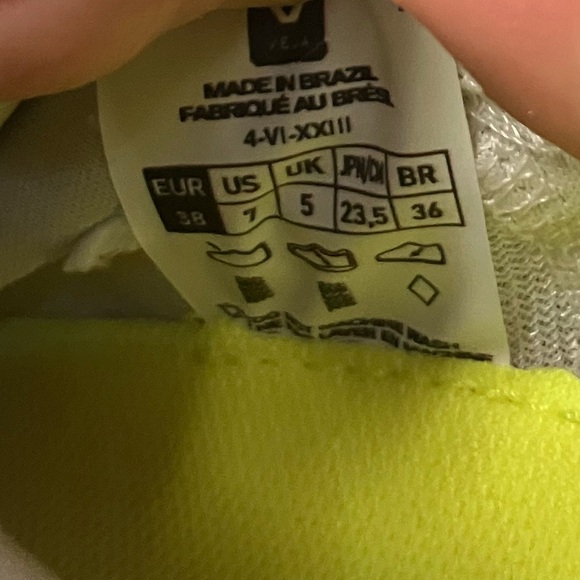 V
MADE IN BRAZIL
FABRIQUÉ AU BRÉSIL
4-VI-XXIII
EUR US UK JPN/CN BR
38 7 5 23,5 36